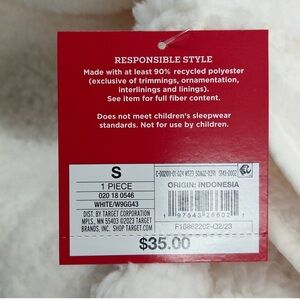 RESPONSIBLE STYLE
Made with at least 90% recycled polyester
(exclusive of trimmings, ornamentation,
interlinings and linings).
See item for full fiber content.
Does not meet children's sleepwear
standards. Not for use by children.
S
1 PIECE
020 18 0546
WHITE/W9GG43
DIST. BY TARGET CORPORATION
MPLS., MN 55403 ©2023 TARGET
BRANDS, INC. SHOP TARGET.COM
ORIGIN: INDONESIA
$35.00